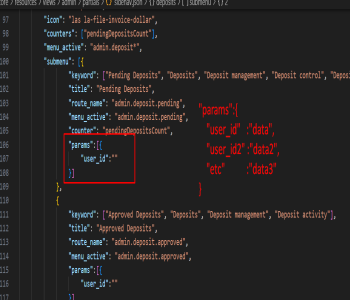 core > resources > views > admin > partials > {} sidenav.json > {} deposits > [ ] submenu > {} 2
97 "icon": "las la-file-invoice-dollar",
98 "counters": ["pendingDepositsCount"],
99 "menu_active": "admin.deposit*",
100 "submenu": [{
101 "keyword": ["Pending Deposits", "Deposits", "Deposit management", "Deposit control", "Deposit
102 "title": "Pending Deposits",
103 "route_name": "admin.deposit.pending",
104 "menu_active": "admin.deposit.pending",
105 "counter": "pendingDepositsCount",
106 "params":[{
107 "user_id":""
108 }]
109 },
110 {
111 "keyword": ["Approved Deposits", "Deposits", "Deposit management", "Deposit activity"],
112 "title": "Approved Deposits",
113 "route_name": "admin.deposit.approved",
114 "menu_active": "admin.deposit.approved",
115 "params":[{
116 "user_id":""
117 }]
"params":{
"user_id" :"data",
"user_id2" :"data2",
"etc" :"data3"
}